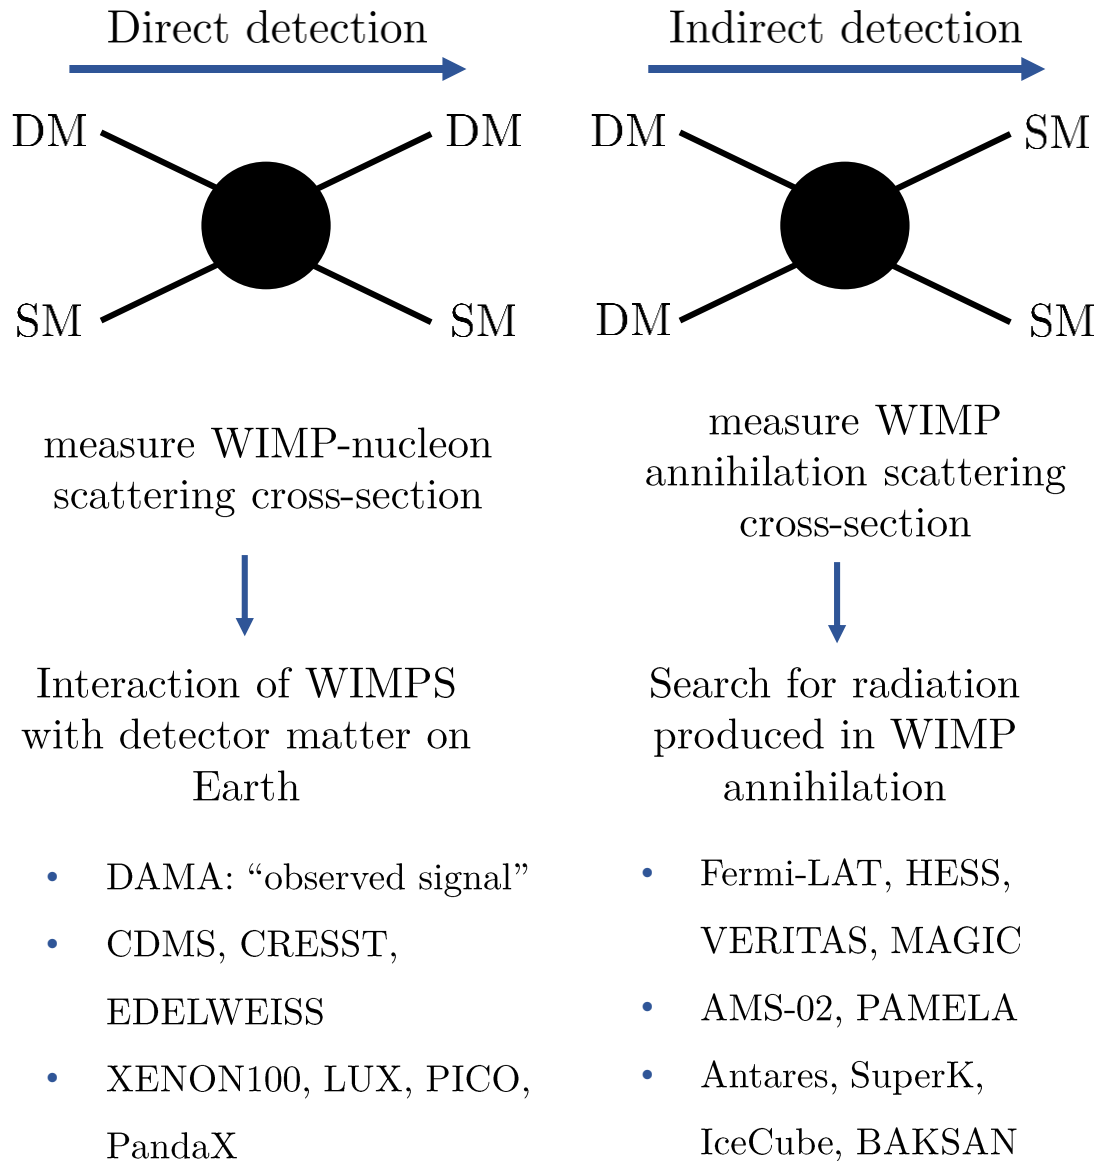 Direct detection
DM
DM
SM
SM
measure WIMP-nucleon
scattering cross-section
Interaction of WIMPS
with detector matter on
Earth
• DAMA: “observed signal”
• CDMS, CRESST,
EDELWEISS
• XENON100, LUX, PICO,
PandaX
Indirect detection
DM
SM
DM
SM
measure WIMP
annihilation scattering
cross-section
Search for radiation
produced in WIMP
annihilation
• Fermi-LAT, HESS,
VERITAS, MAGIC
• AMS-02, PAMELA
• Antares, SuperK,
IceCube, BAKSAN